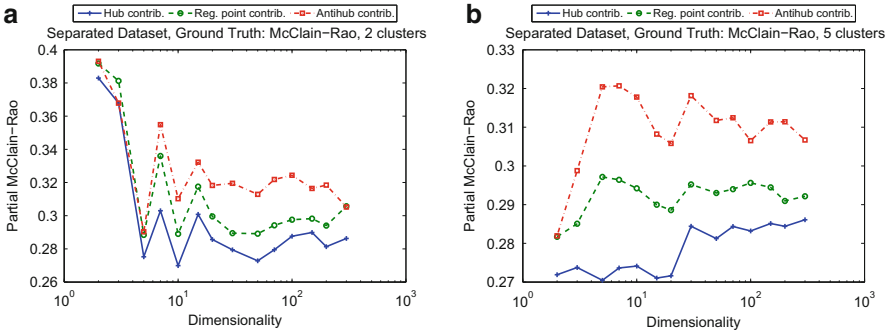 a
Hub contrib. Reg. point contrib. Antihub contrib.
Separated Dataset, Ground Truth: McClain−Rao, 2 clusters
Partial McClain−Rao
0.4
0.38
0.36
0.34
0.32
0.3
0.28
0.26
10^0 10^1 10^2 10^3
Dimensionality
b
Hub contrib. Reg. point contrib. Antihub contrib.
Separated Dataset, Ground Truth: McClain−Rao, 5 clusters
Partial McClain−Rao
0.33
0.32
0.31
0.3
0.29
0.28
0.27
10^0 10^1 10^2 10^3
Dimensionality